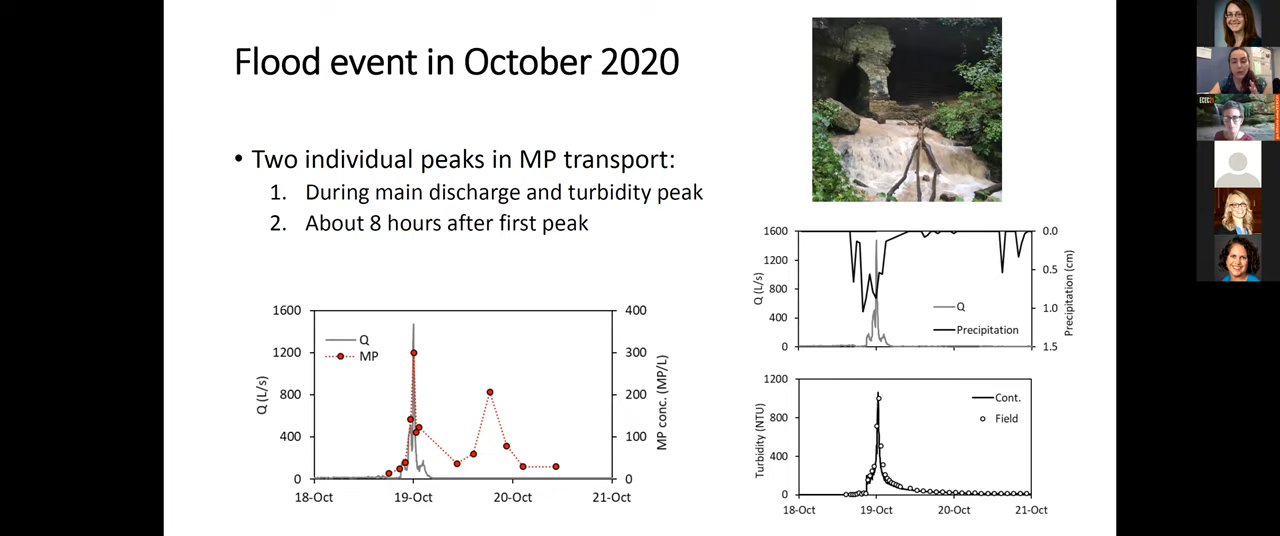 Flood event in October 2020
• Two individual peaks in MP transport:
1. During main discharge and turbidity peak
2. About 8 hours after first peak
1600
1200
800
400
0
Q (L/s)
Q
MP
400
300
200
100
0
MP conc. (MP/L)
18-Oct 19-Oct 20-Oct 21-Oct
1600
1200
800
400
0
Q (L/s)
Q
Precipitation
0.0
0.5
1.0
1.5
Precipitation (cm)
1200
800
400
0
Turbidity (NTU)
Cont.
Field
18-Oct 19-Oct 20-Oct 21-Oct